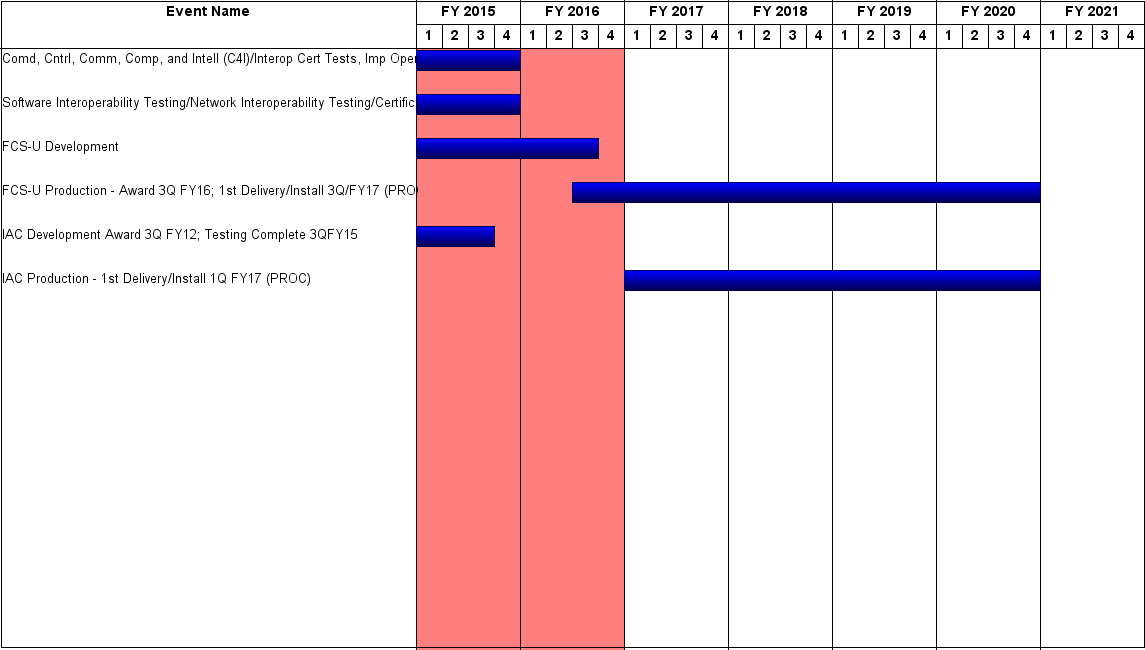 Event Name FY 2015 FY 2016 FY 2017 FY 2018 FY 2019 FY 2020 FY 2021
1 2 3 4 1 2 3 4 1 2 3 4 1 2 3 4 1 2 3 4 1 2 3 4 1 2 3 4
Comd, Cntrl, Comm, Comp, and Intell (C4I)/Interop Cert Tests, Imp Oper
Software Interoperability Testing/Network Interoperability Testing/Certific
FCS-U Development
FCS-U Production - Award 3Q FY16; 1st Delivery/Install 3Q/FY17 (PRO
IAC Development Award 3Q FY12; Testing Complete 3QFY15
IAC Production - 1st Delivery/Install 1Q FY17 (PROC)